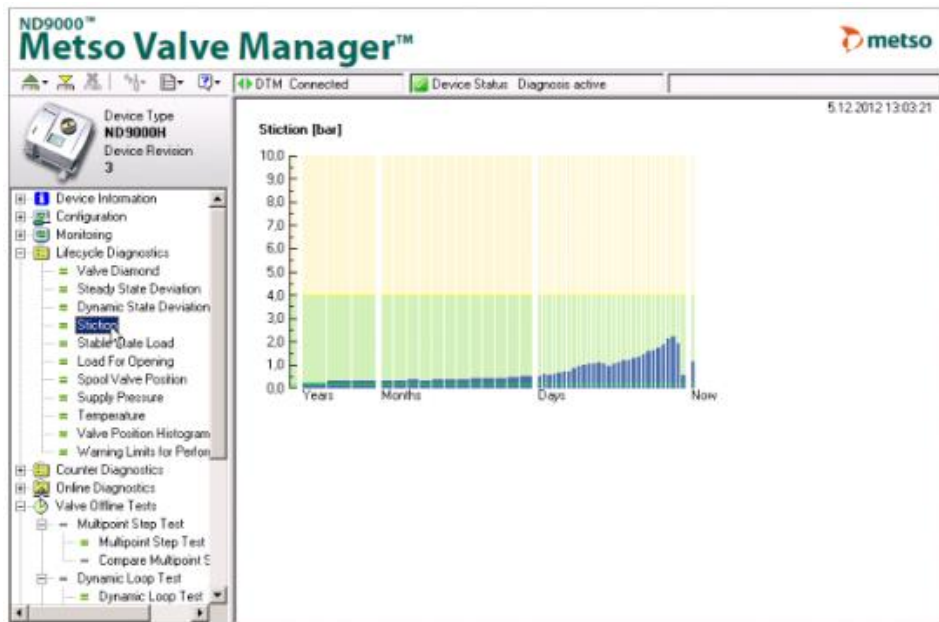 ND9000™
Metso Valve Manager™
metso
DTM Connected
Device Status Diagnosis active
5.12.2012 13:03:21
Device Type
ND9000H
Device Revision
3
Device Information
Configuration
Monitoring
Lifecycle Diagnostics
Valve Diamond
Steady State Deviation
Dynamic State Deviation
Stiction
Stable State Load
Load For Opening
Spool Valve Position
Supply Pressure
Temperature
Valve Position Histogram
Warning Limits for Perfor
Counter Diagnostics
Online Diagnostics
Valve Offline Tests
Multipoint Step Test
Multipoint Step Test
Compare Multipoint S
Dynamic Loop Test
Dynamic Loop Test
Stiction [bar]
10,0
9,0
8,0
7,0
6,0
5,0
4,0
3,0
2,0
1,0
0,0
Years Months Days Now